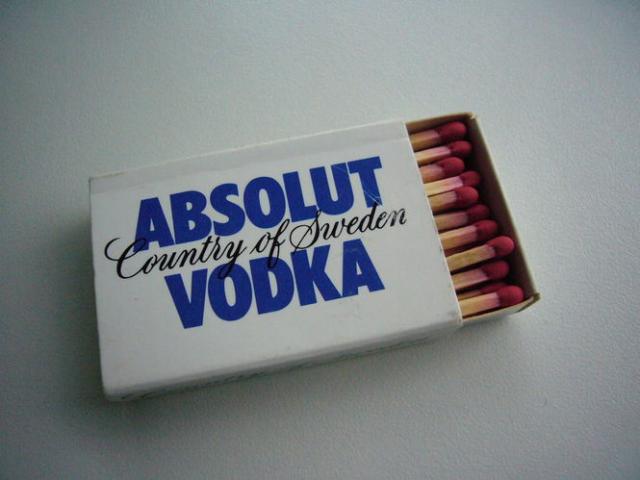 ABSOLUT
Country of Sweden
VODKA